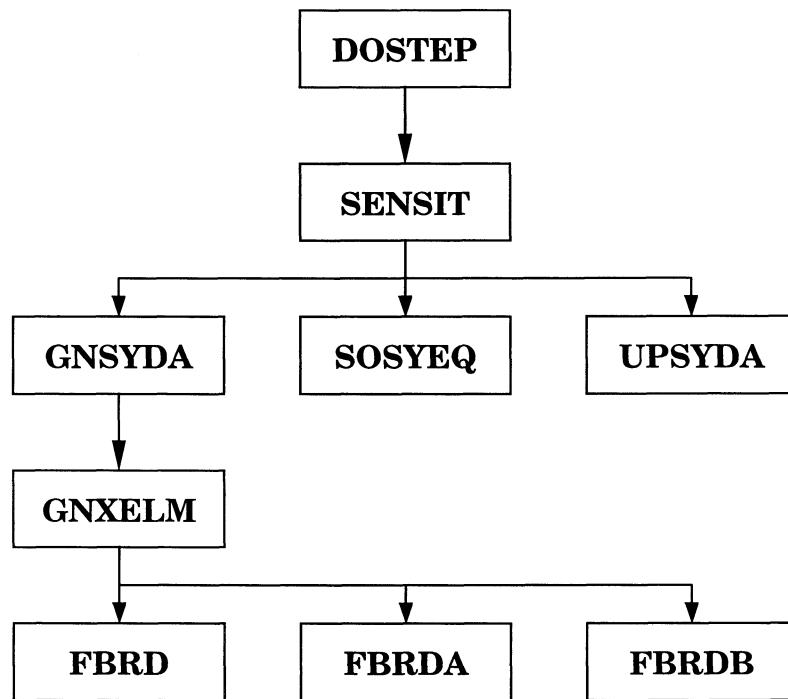 DOSTEP
SENSIT
GNSYDA
SOSYEQ
UPSYDA
GNXELM
FBRD
FBRDA
FBRDB